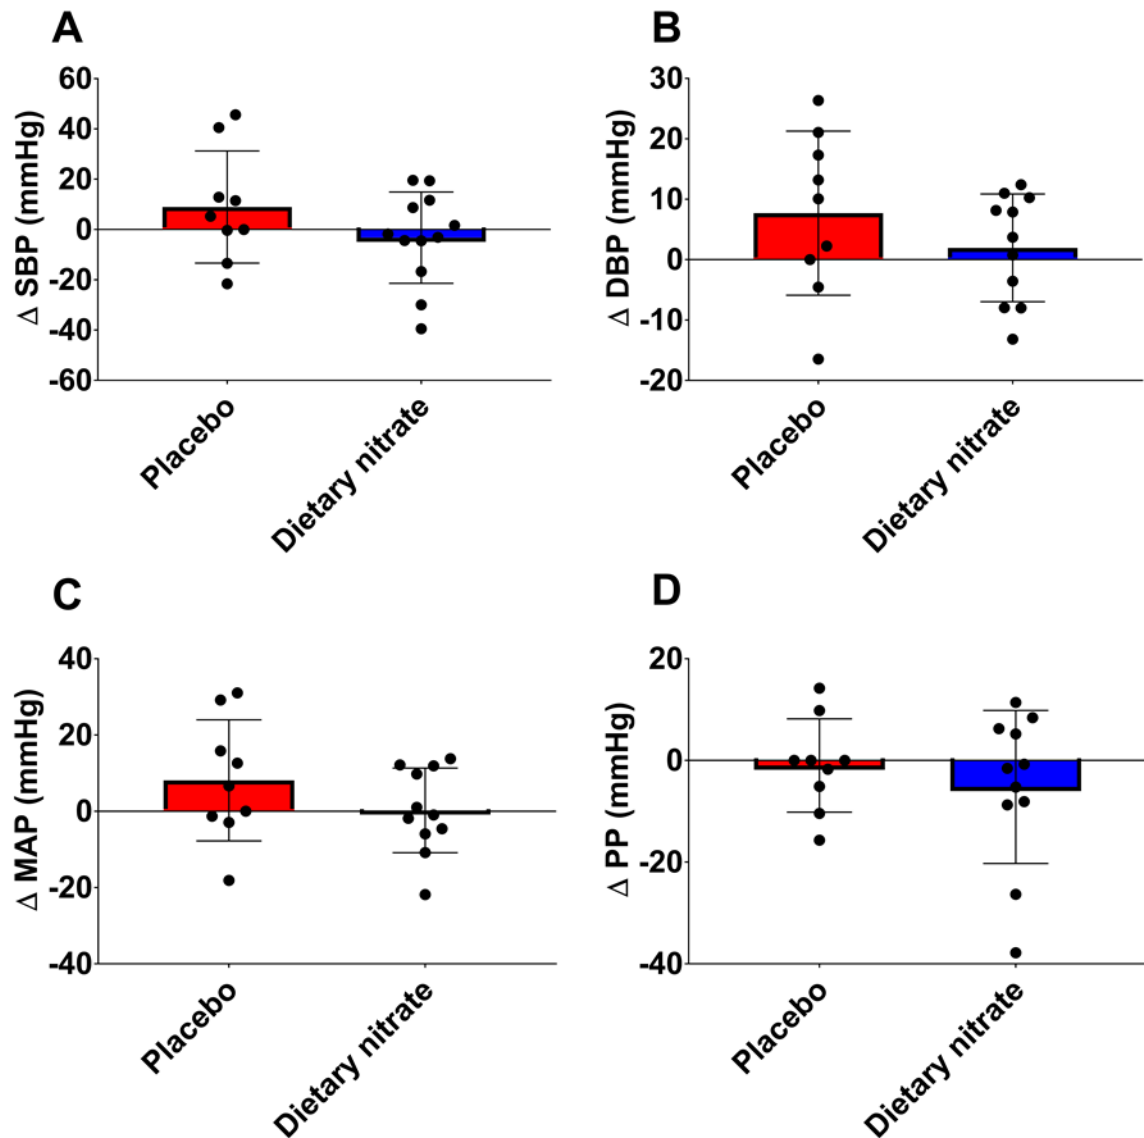 A
Δ SBP (mmHg)
60
40
20
0
-20
-40
-60
Placebo
Dietary nitrate
B
Δ DBP (mmHg)
30
20
10
0
-10
-20
Placebo
Dietary nitrate
C
Δ MAP (mmHg)
40
20
0
-20
-40
Placebo
Dietary nitrate
D
Δ PP (mmHg)
20
0
-20
-40
Placebo
Dietary nitrate